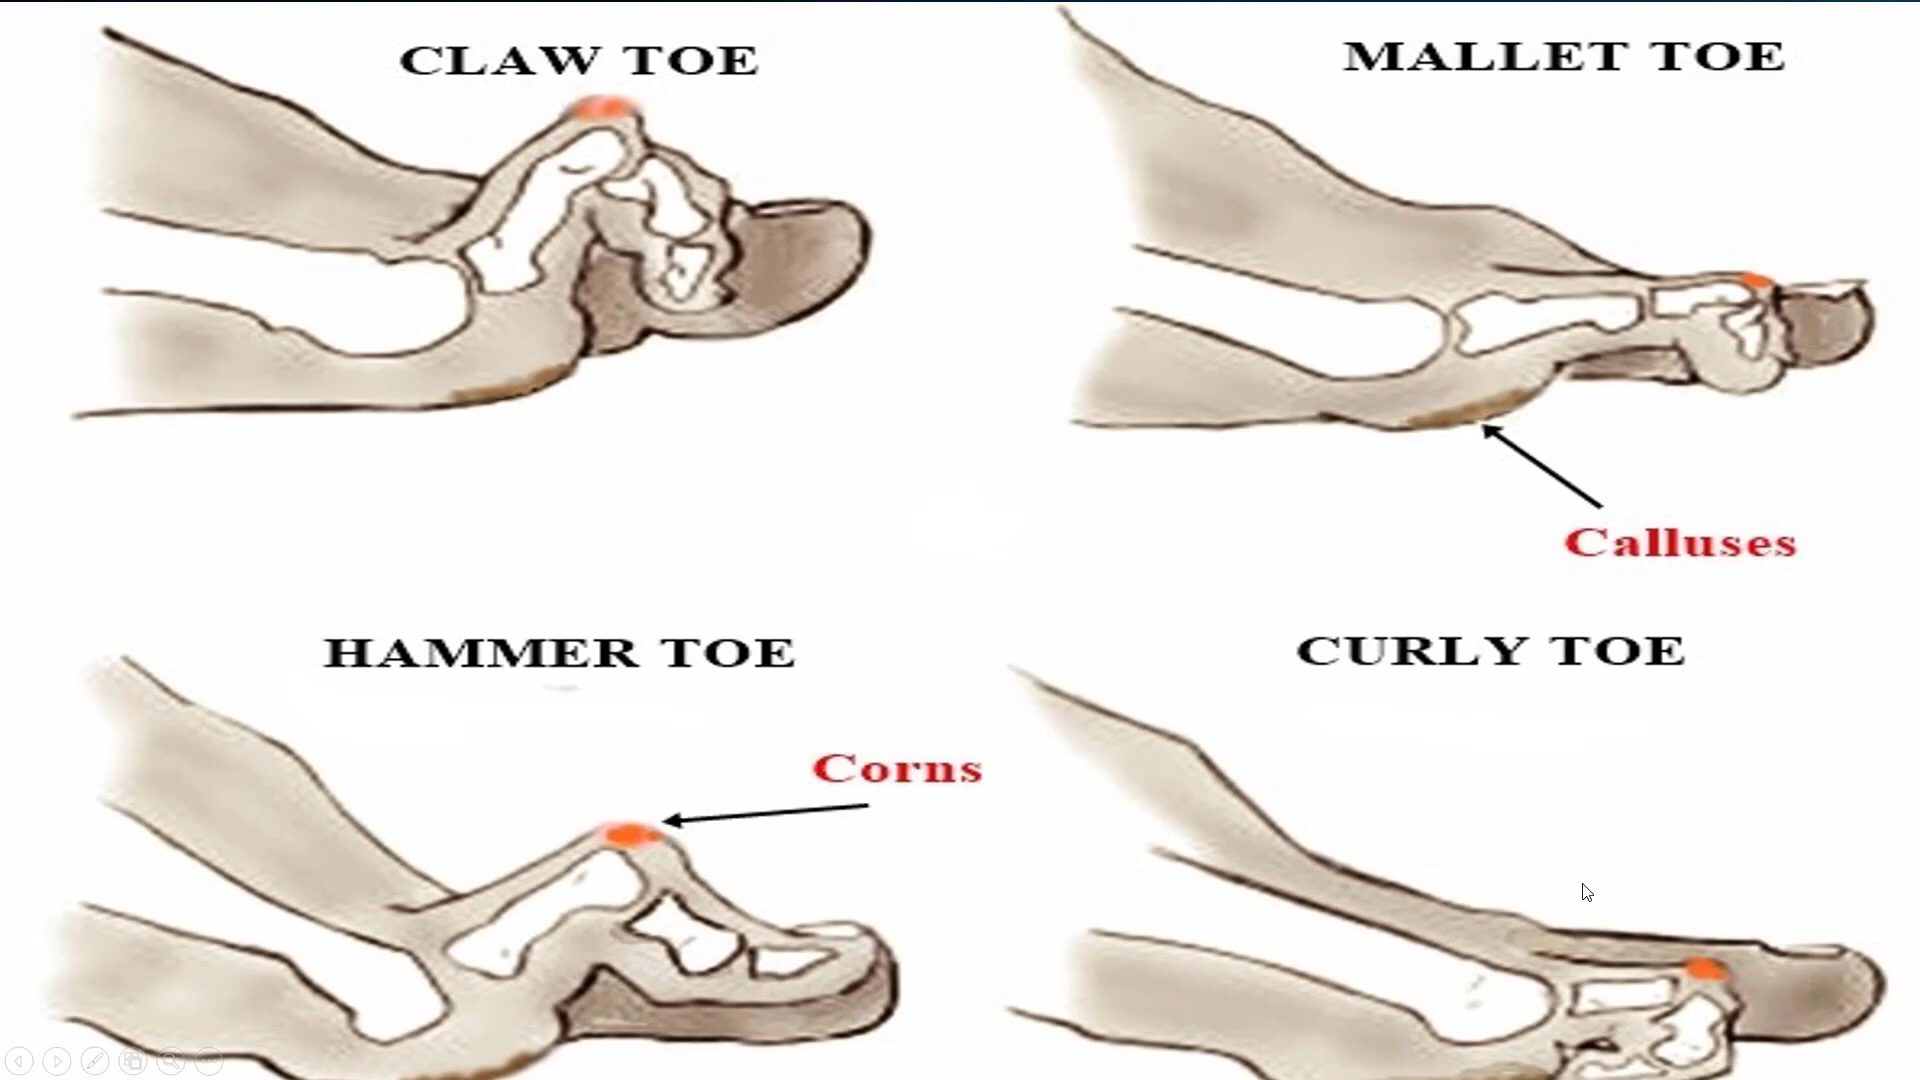 CLAW TOE
MALLET TOE
Calluses
HAMMER TOE
CURLY TOE
Corns